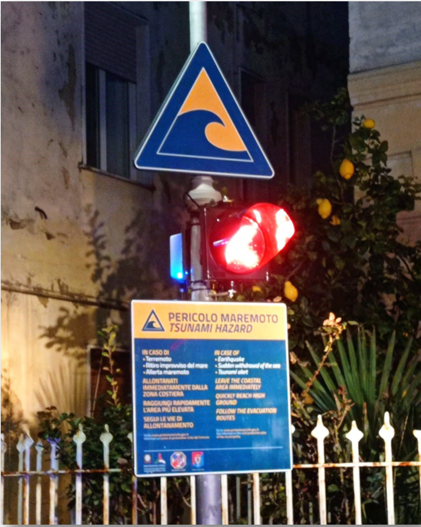 PERICOLO MAREMOTO
TSUNAMI HAZARD
IN CASO DI
• Terremoto
• Ritiro improvviso del mare
• Allerta maremoto
ALLONTANATI
IMMEDIATAMENTE DALLA
ZONA COSTIERA
RAGGIUNGI RAPIDAMENTE
L'AREA PIÙ ELEVATA
SEGUI LE VIE DI
ALLONTANAMENTO
IN CASE OF
• Earthquake
• Sudden withdrawal of the sea
• Tsunami alert
LEAVE THE COASTAL
AREA IMMEDIATELY
QUICKLY REACH HIGH
GROUND
FOLLOW THE EVACUATION
ROUTES